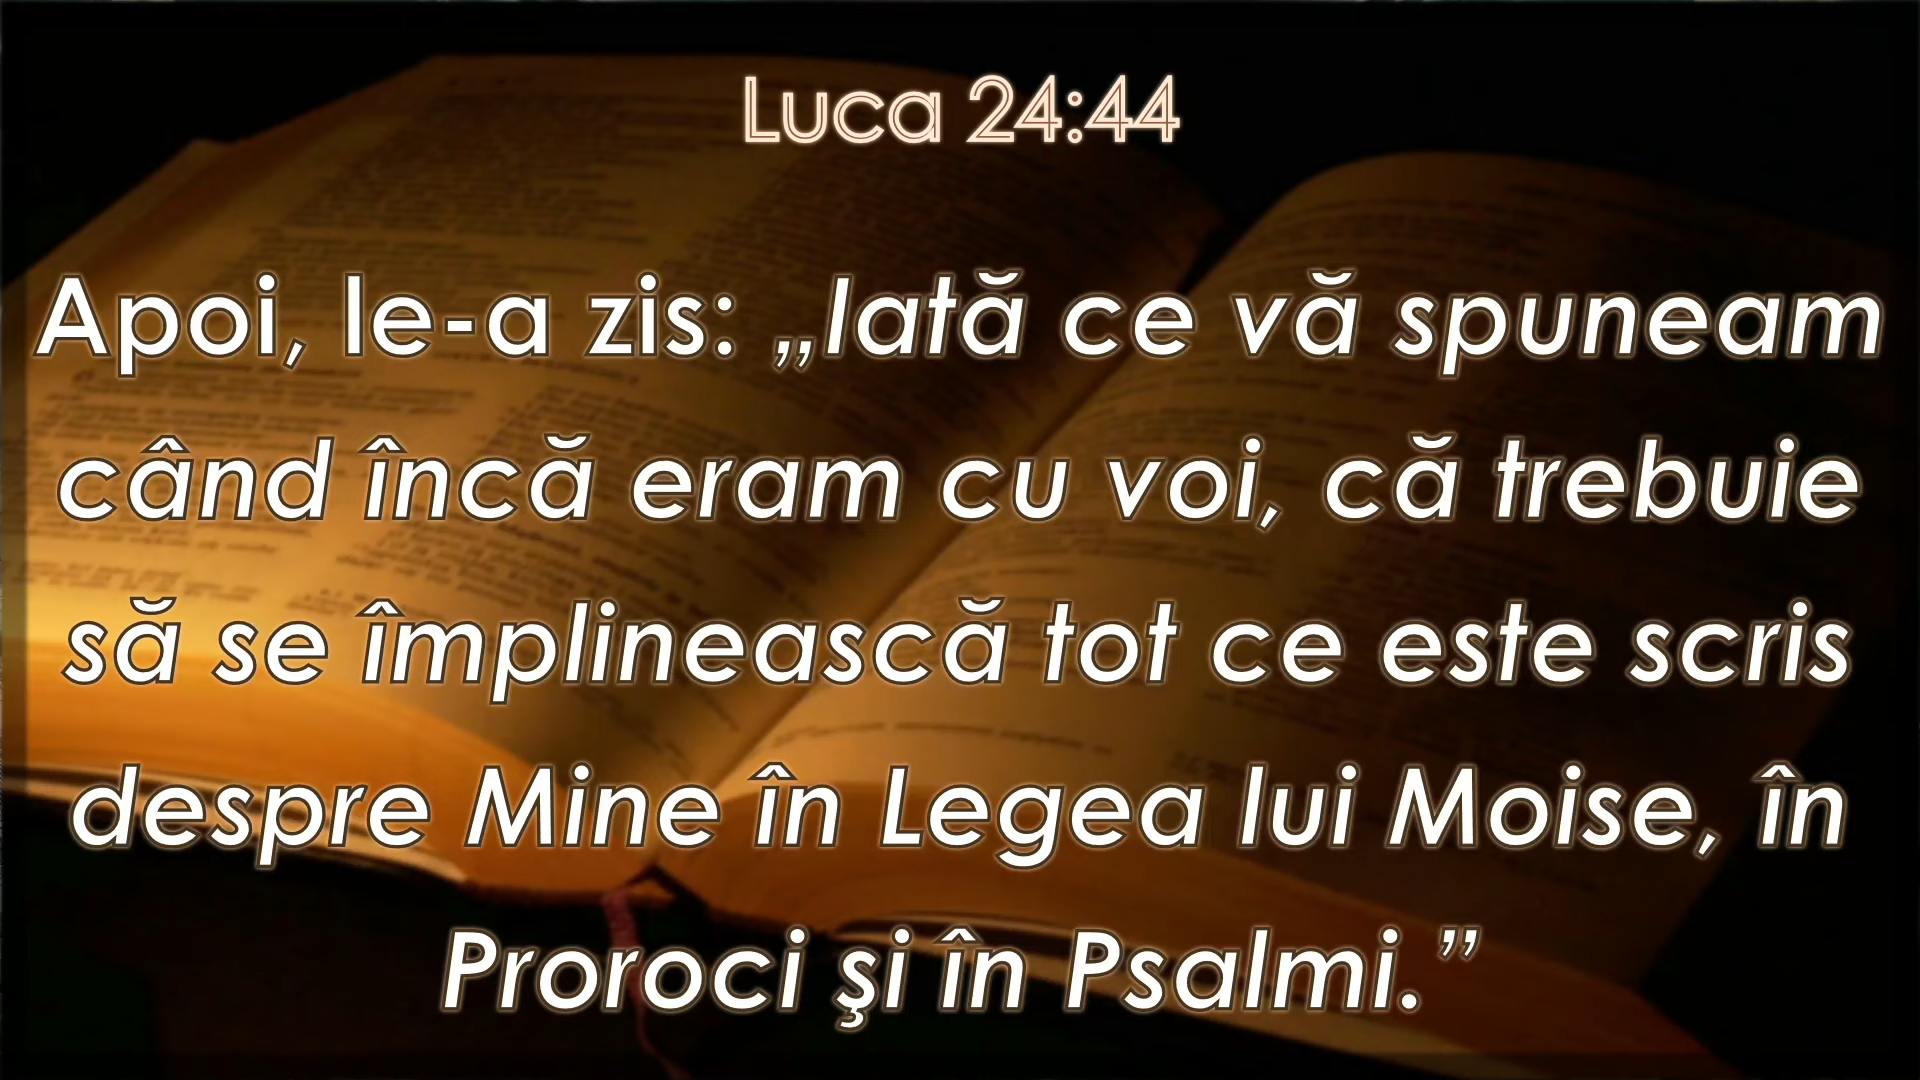 Luca 24:44
Apoi, le-a zis: „Iată ce vă spuneam
când încă eram cu voi, că trebuie
să se împlinească tot ce este scris
despre Mine în Legea lui Moise, în
Proroci şi în Psalmi.”